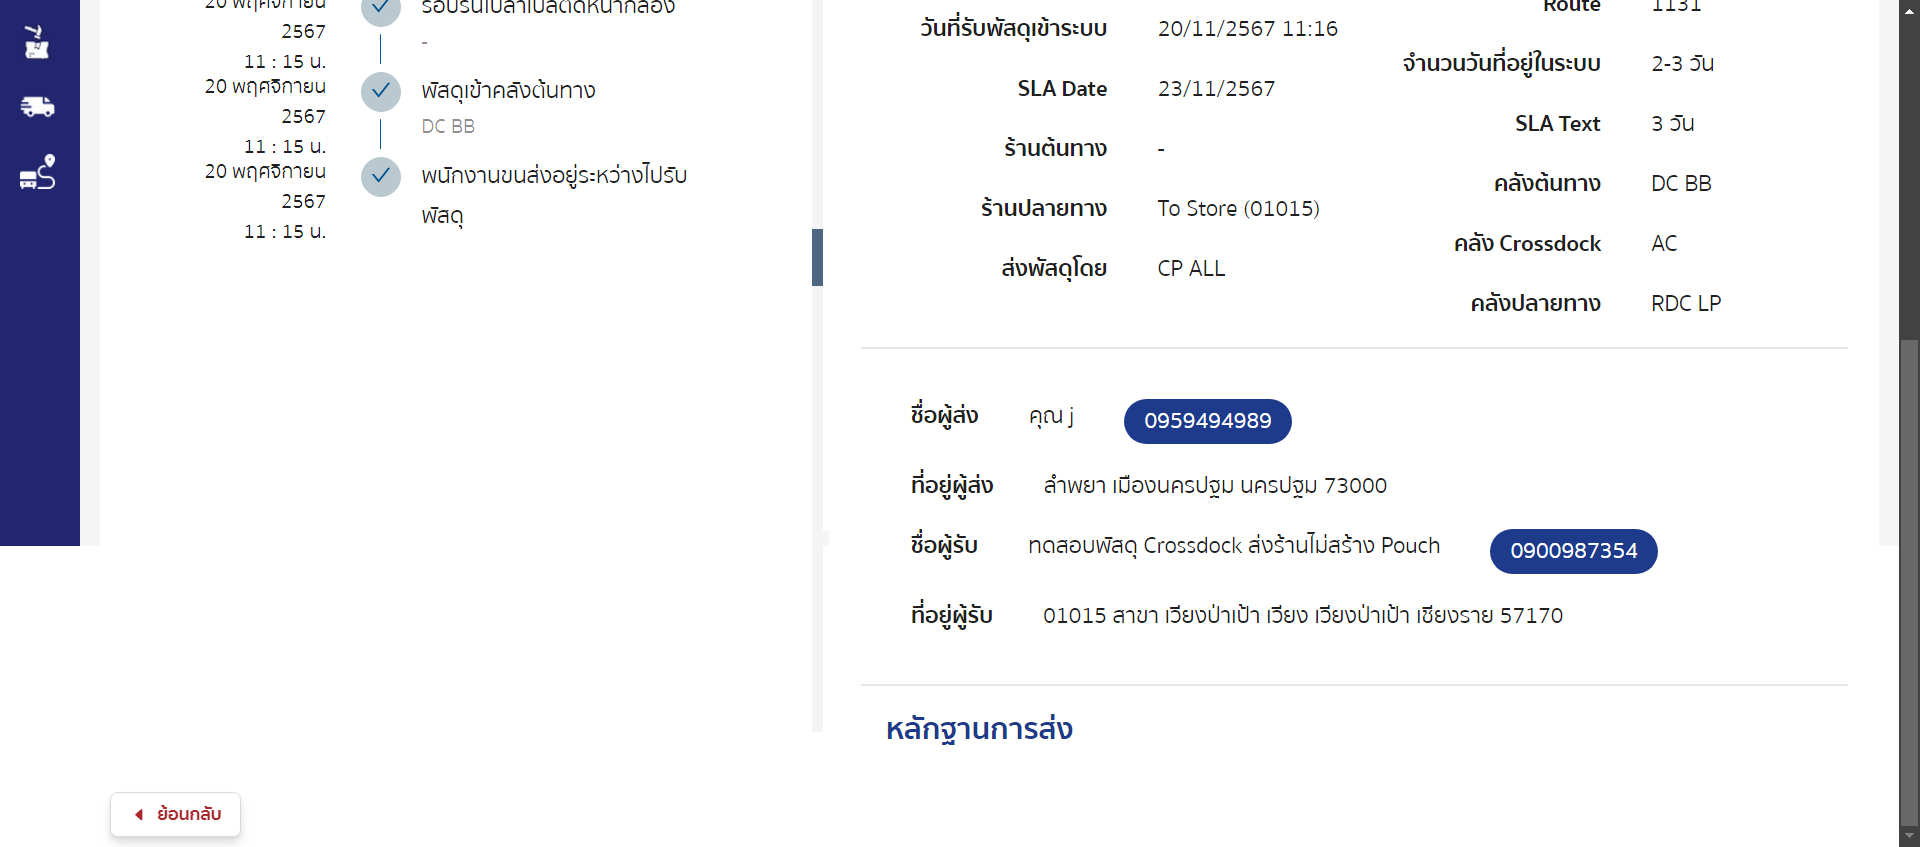 20 พฤศจิกายน
2567
11 : 15 น.
รอปริ้นใบลาเบลติดหน้ากล่อง
-
20 พฤศจิกายน
2567
11 : 15 น.
พัสดุเข้าคลังต้นทาง
DC BB
20 พฤศจิกายน
2567
11 : 15 น.
พนักงานขนส่งอยู่ระหว่างไปรับ
พัสดุ
วันที่รับพัสดุเข้าระบบ 20/11/2567 11:16
SLA Date 23/11/2567
ร้านต้นทาง -
ร้านปลายทาง To Store (01015)
ส่งพัสดุโดย CP ALL
Route 1131
จำนวนวันที่อยู่ในระบบ 2-3 วัน
SLA Text 3 วัน
คลังต้นทาง DC BB
คลัง Crossdock AC
คลังปลายทาง RDC LP
ชื่อผู้ส่ง คุณ j 0959494989
ที่อยู่ผู้ส่ง ลำพยา เมืองนครปฐม นครปฐม 73000
ชื่อผู้รับ ทดสอบพัสดุ Crossdock ส่งร้านไม่สร้าง Pouch 0900987354
ที่อยู่ผู้รับ 01015 สาขา เวียงป่าเป้า เวียง เวียงป่าเป้า เชียงราย 57170
หลักฐานการส่ง
ย้อนกลับ